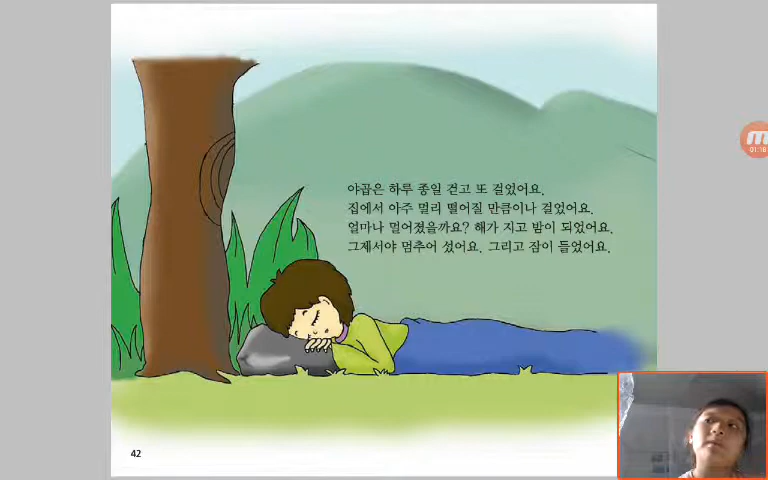 야곱은 하루 종일 걷고 또 걸었어요.
집에서 아주 멀리 떨어질 만큼이나 걸었어요.
얼마나 멀어졌을까요? 해가 지고 밤이 되었어요.
그제서야 멈추어 섰어요. 그리고 잠이 들었어요.
42
01:16